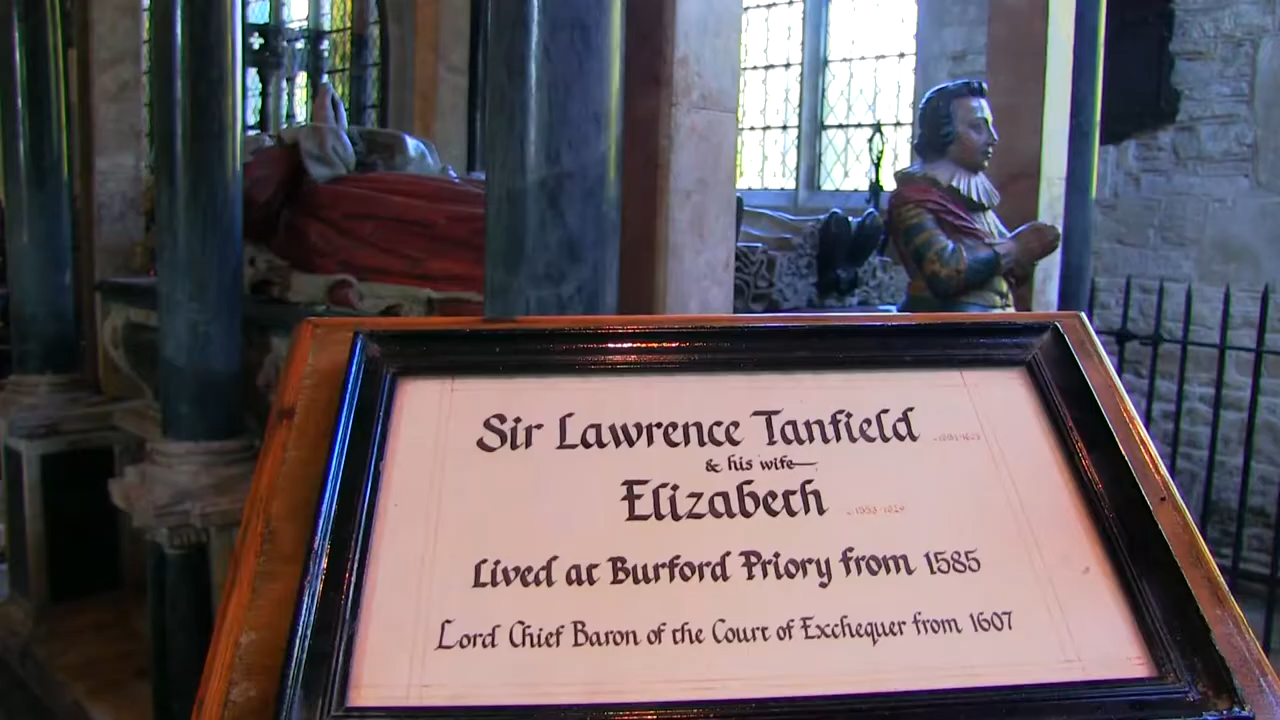 Sir Lawrence Tanfield
& his wife
Elizabeth
Lived at Burford Priory from 1585
Lord Chief Baron of the Court of Exchequer from 1607